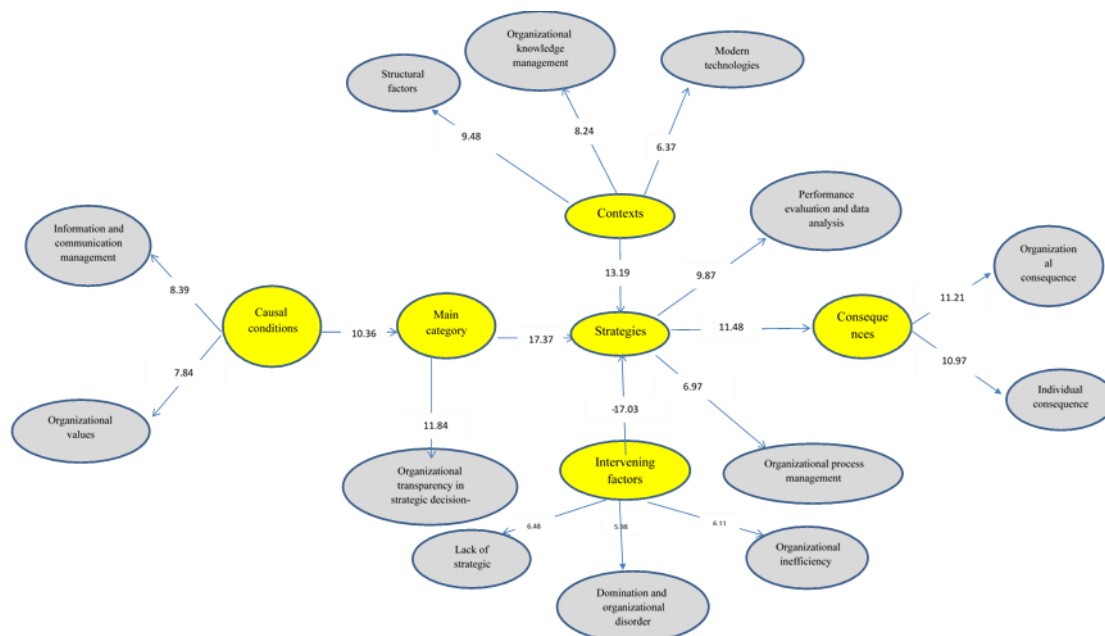 Organizational
knowledge
management
Modern
technologies
Structural
factors
9.48
8.24
6.37
Contexts
Performance
evaluation and data
analysis
Information and
communication
management
Organization
al
consequence
13.19
9.87
8.39
11.21
Causal
conditions
10.36
Main
category
17.37
Strategies
11.48
Conseque
nces
7.84
10.97
6.97
Individual
consequence
-17.03
Organizational
values
11.84
Intervening
factors
Organizational process
management
Organizational
transparency in
strategic decision-
6.48
5.98
6.11
Lack of
strategic
Organizational
inefficiency
Domination and
organizational
disorder